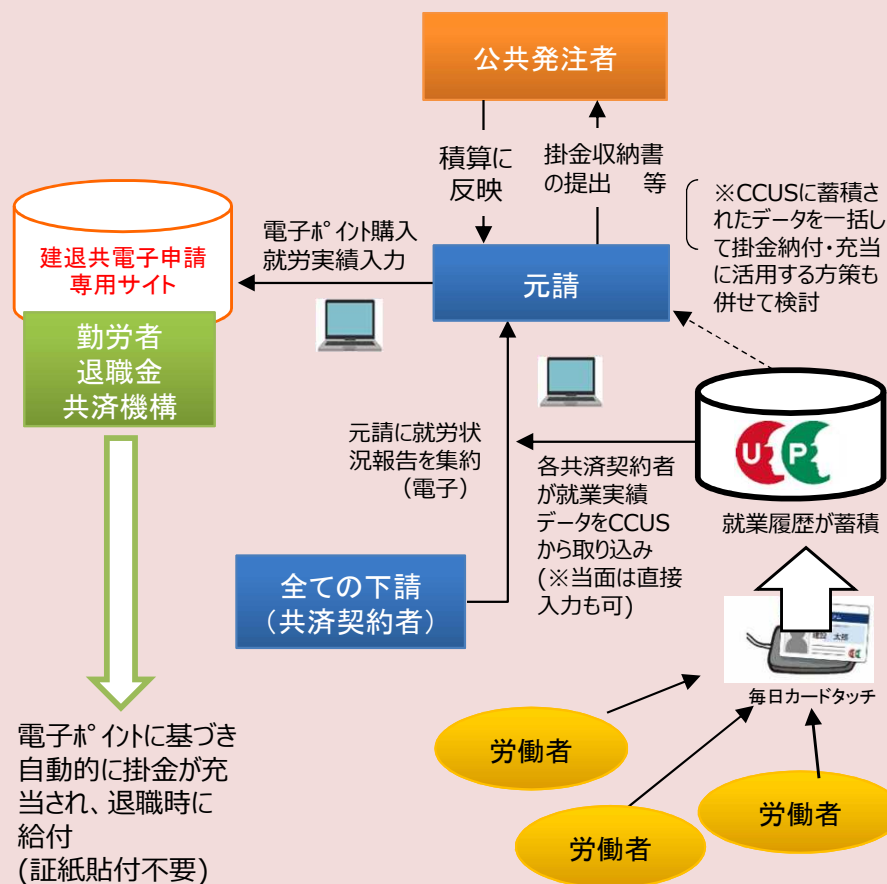 公共発注者
積算に
反映
掛金収納書
の提出　等
※CCUSに蓄積さ
れたデータを一括し
て掛金納付・充当
に活用する方策も
併せて検討
建退共電子申請
専用サイト
電子ﾎﾟｲﾝﾄ購入
就労実績入力
元請
勤労者
退職金
共済機構
元請に就労状
況報告を集約
（電子）
各共済契約者
が就業実績
データをCCUS
から取り込み
(※当面は直接
入力も可)
UP
就業履歴が蓄積
全ての下請
（共済契約者）
建設　太郎
毎日カードタッチ
労働者
労働者
労働者
電子ﾎﾟｲﾝﾄに基づき
自動的に掛金が充
当され、退職時に
給付
(証紙貼付不要)